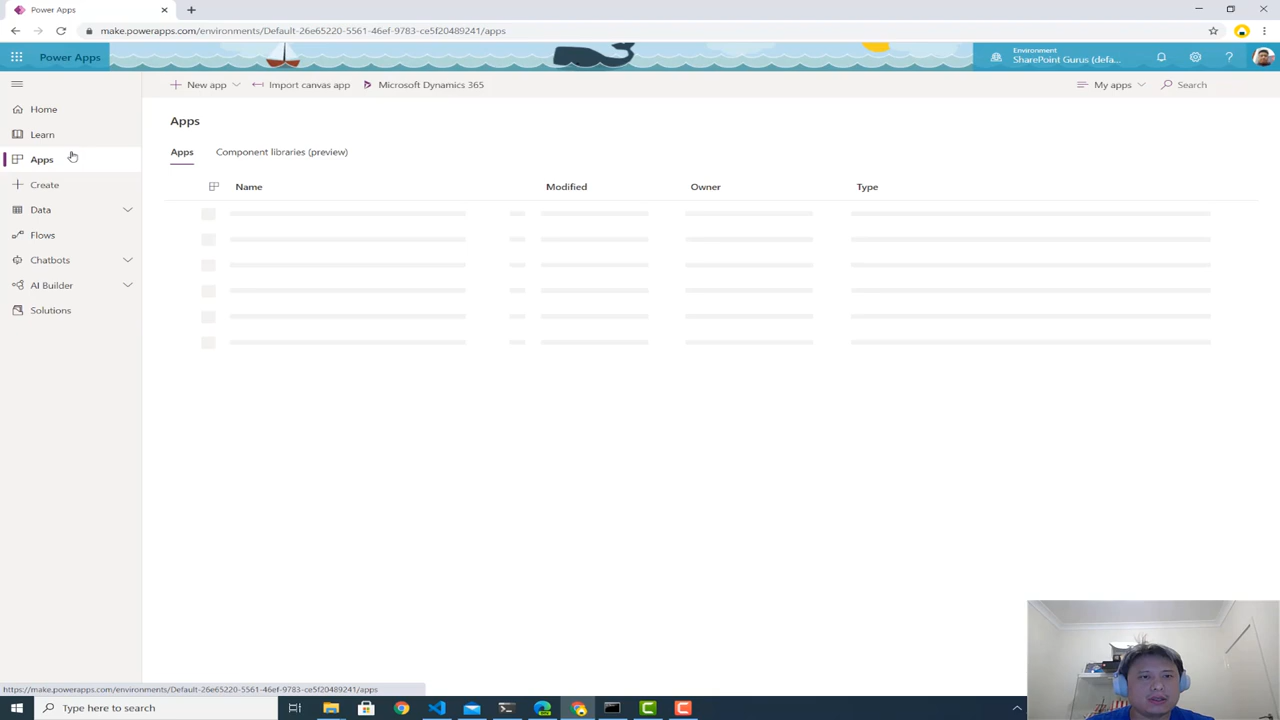 Power Apps
make.powerapps.com/environments/Default-26e65220-5561-46ef-9783-ce5f20489241/apps
Power Apps
Environment
SharePoint Gurus (defa...
?
New app
Import canvas app
Microsoft Dynamics 365
My apps
Search
Home
Learn
Apps
Create
Data
Flows
Chatbots
AI Builder
Solutions
Apps
Apps
Component libraries (preview)
Name
Modified
Owner
Type
https://make.powerapps.com/environments/Default-26e65220-5561-46ef-9783-ce5f20489241/apps
Type here to search